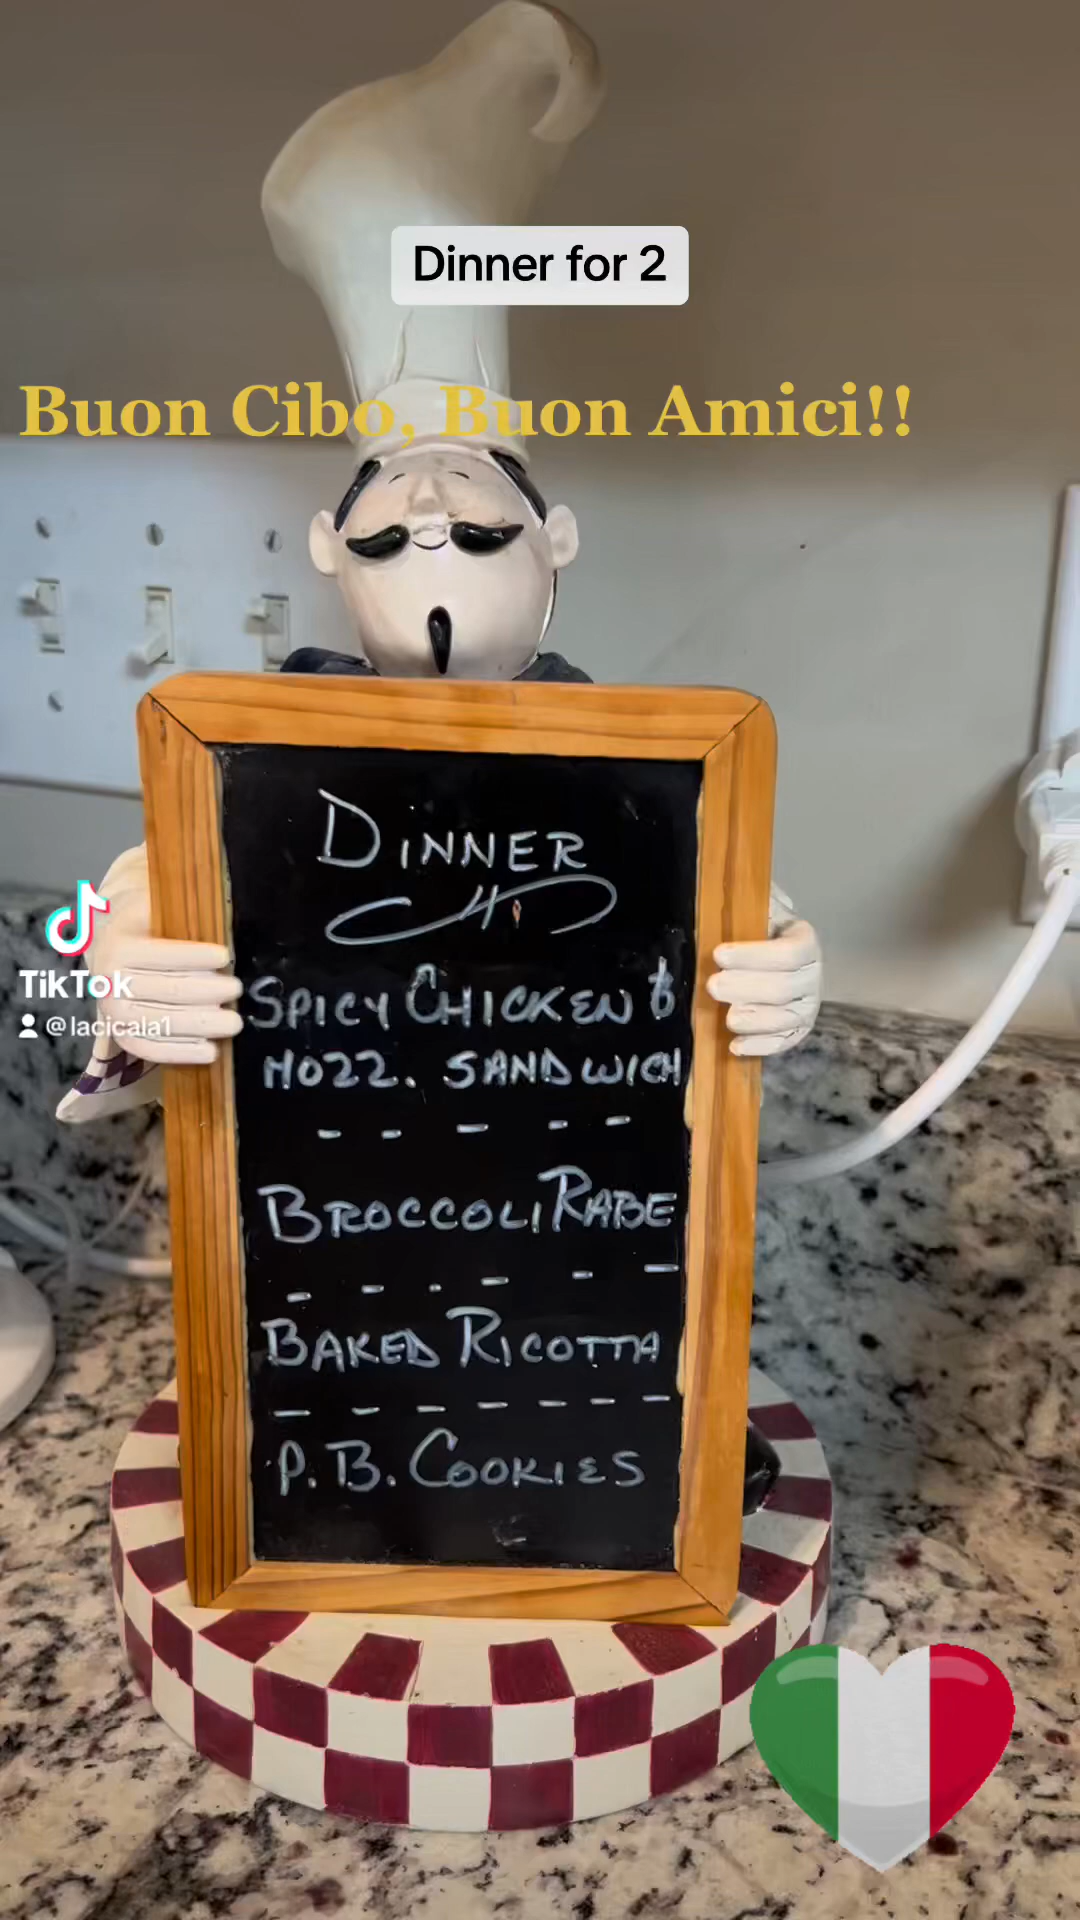 Dinner for 2
Buon Cibo, Buon Amici!!
DINNER
SPICY CHICKEN &
MOZZ. SANDWICH
BROCCOLI RABE
BAKED RICOTTA
P.B. COOKIES
TikTok
@lacicala1